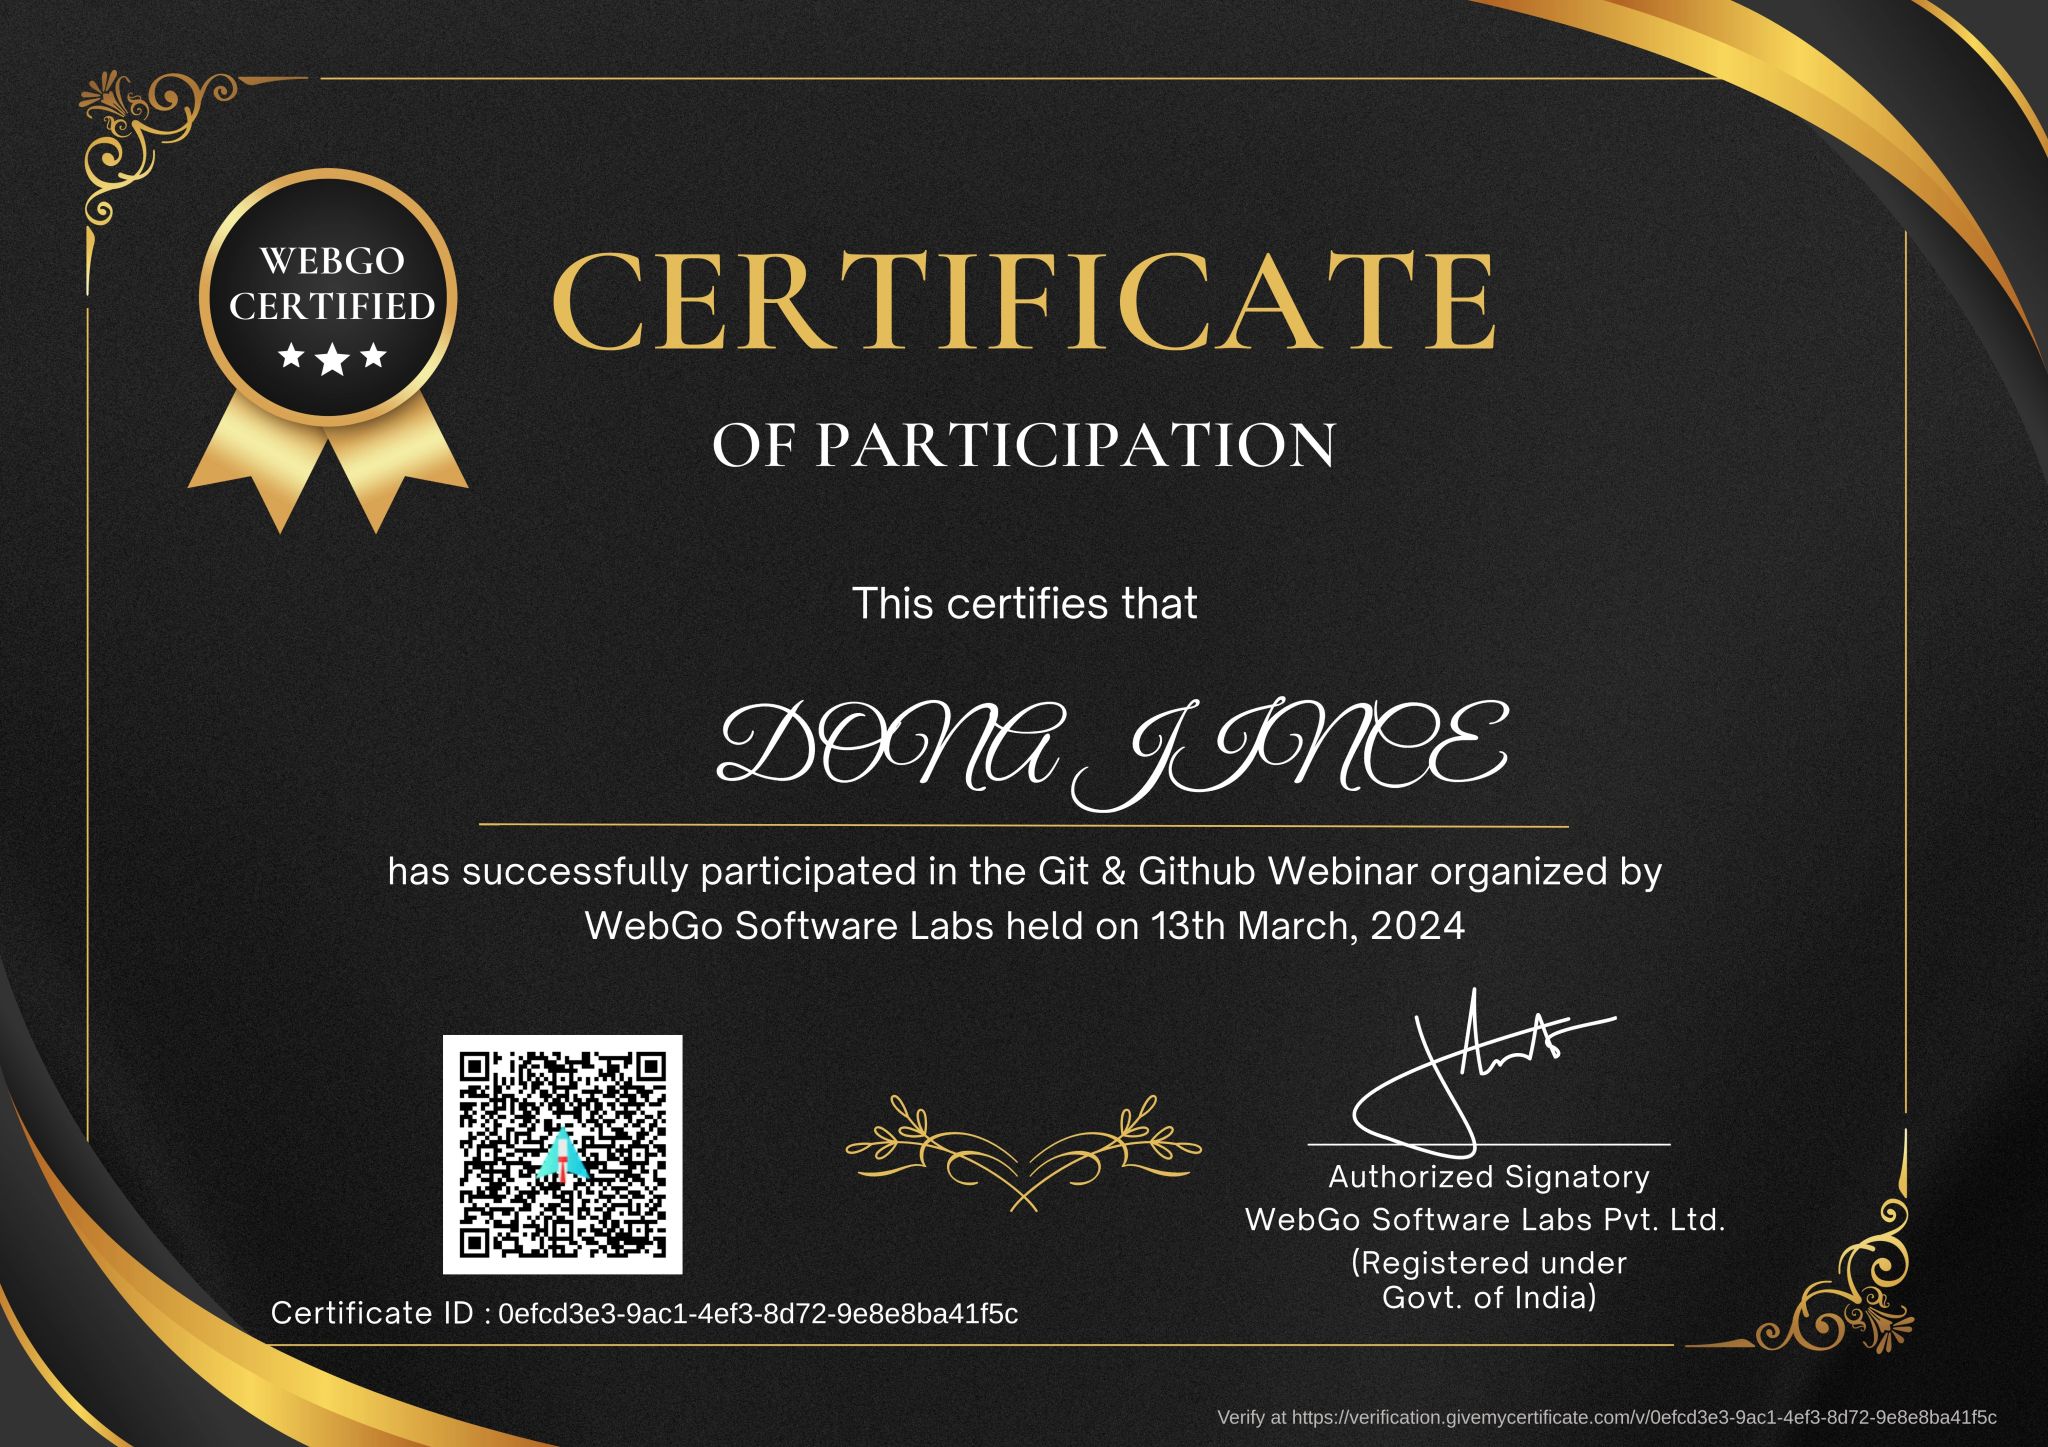 WEBGO
CERTIFIED
CERTIFICATE
OF PARTICIPATION
This certifies that
DONA JINCE
has successfully participated in the Git & Github Webinar organized by
WebGo Software Labs held on 13th March, 2024
Authorized Signatory
WebGo Software Labs Pvt. Ltd.
(Registered under
Govt. of India)
Certificate ID : 0efcd3e3-9ac1-4ef3-8d72-9e8e8ba41f5c
Verify at https://verification.givemycertificate.com/v/0efcd3e3-9ac1-4ef3-8d72-9e8e8ba41f5c